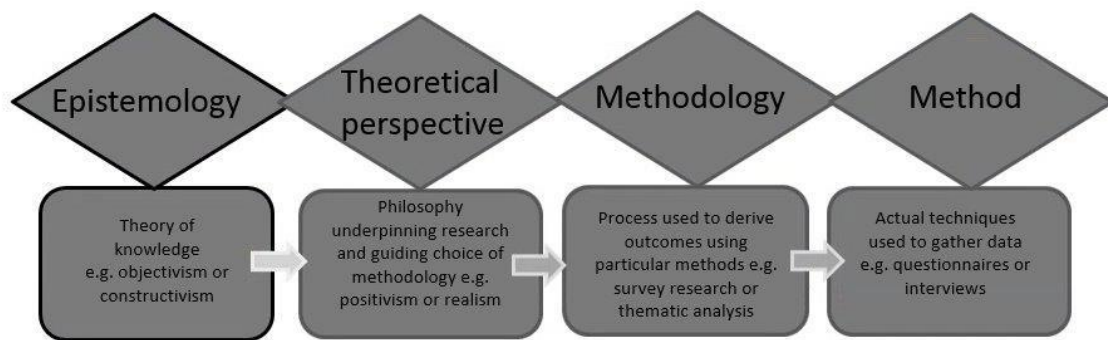 Epistemology
Theoretical
perspective
Methodology
Method
Theory of
knowledge
e.g. objectivism or
constructivism
Philosophy
underpinning research
and guiding choice of
methodology e.g.
positivism or realism
Process used to derive
outcomes using
particular methods e.g.
survey research or
thematic analysis
Actual techniques
used to gather data
e.g. questionnaires or
interviews